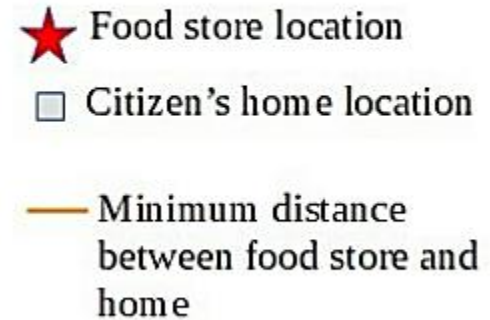 Food store location
Citizen's home location
Minimum distance
between food store and
home